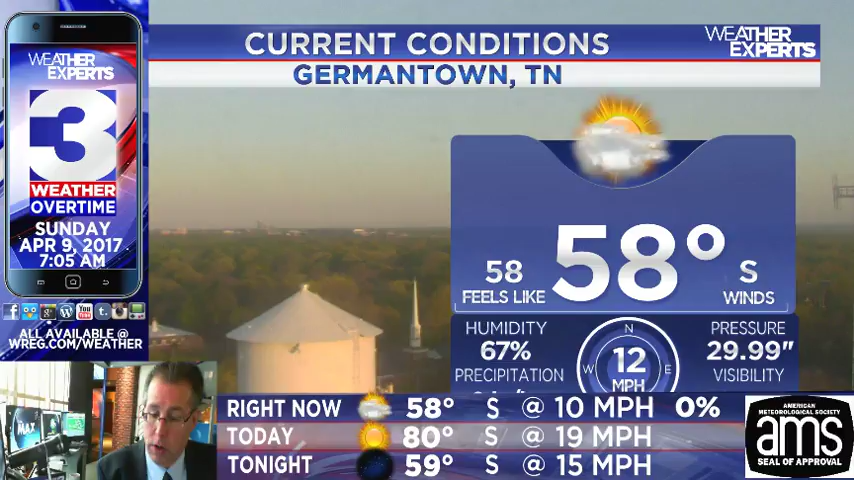 WEATHER
EXPERTS
3
WEATHER
OVERTIME
SUNDAY
APR 9, 2017
7:05 AM
ALL AVAILABLE @
WREG.COM/WEATHER
CURRENT CONDITIONS
GERMANTOWN, TN
WEATHER
EXPERTS
58°
58
FEELS LIKE
S
WINDS
HUMIDITY
67%
PRECIPITATION
N
W
E
12
MPH
PRESSURE
29.99"
VISIBILITY
RIGHT NOW 58° S @ 10 MPH 0%
TODAY 80° S @ 19 MPH
TONIGHT 59° S @ 15 MPH
AMERICAN
METEOROLOGICAL SOCIETY
ams
SEAL OF APPROVAL
MAX